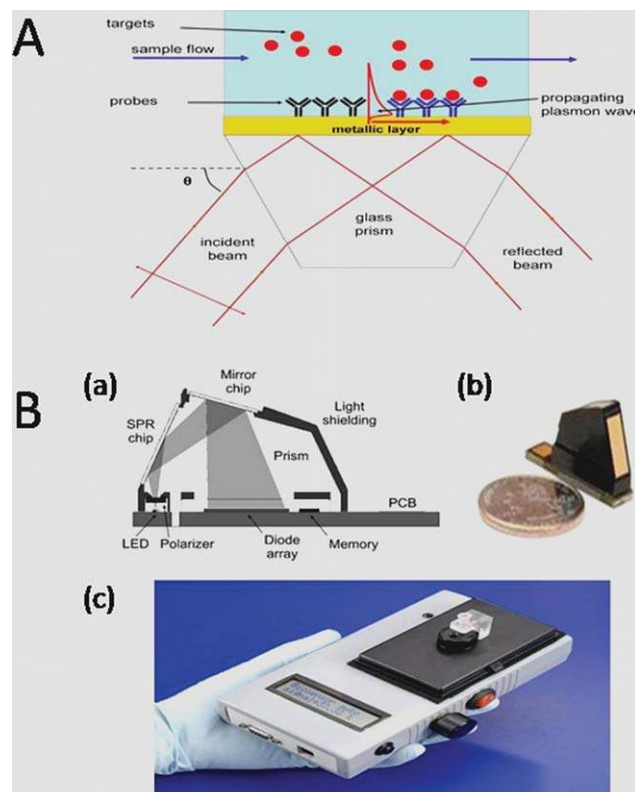 A
targets
sample flow
probes
propagating
plasmon wave
metallic layer
θ
incident
beam
glass
prism
reflected
beam
B
(a)
Mirror
chip
Light
shielding
SPR
chip
Prism
PCB
LED
Polarizer
Diode
array
Memory
(b)
(c)